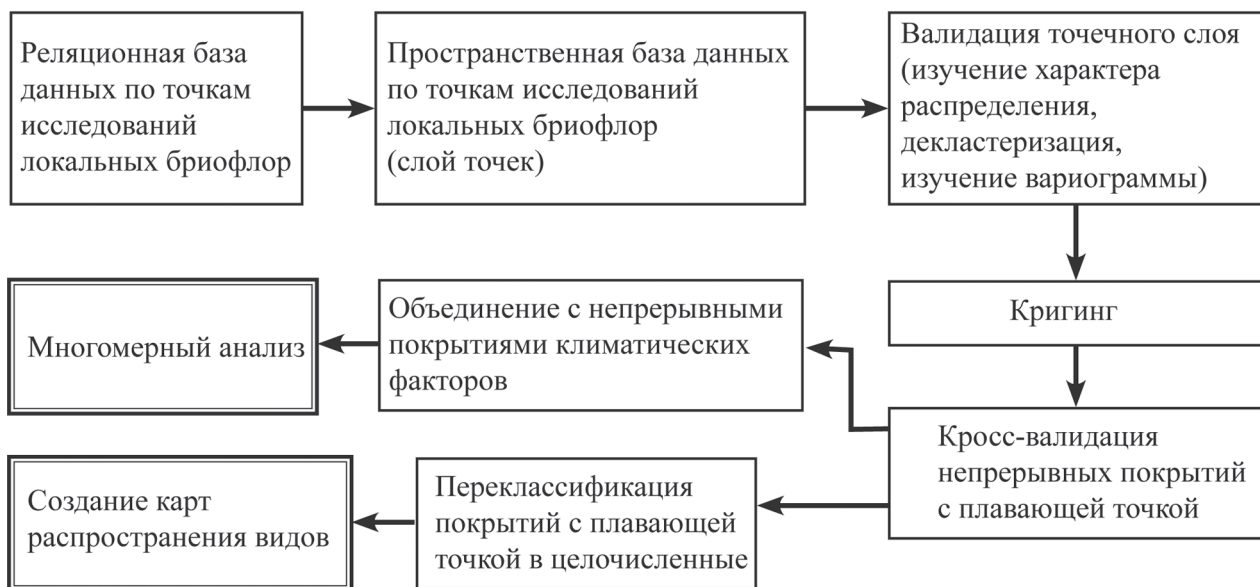 Реляционная база
данных по точкам
исследований
локальных бриофлор
Пространственная база данных
по точкам исследований
локальных бриофлор
(слой точек)
Валидация точечного слоя
(изучение характера
распределения,
декластеризация,
изучение вариограммы)
Кригинг
Кросс-валидация
непрерывных покрытий
с плавающей точкой
Объединение с непрерывными
покрытиями климатических
факторов
Многомерный анализ
Переклассификация
покрытий с плавающей
точкой в целочисленные
Создание карт
распространения видов